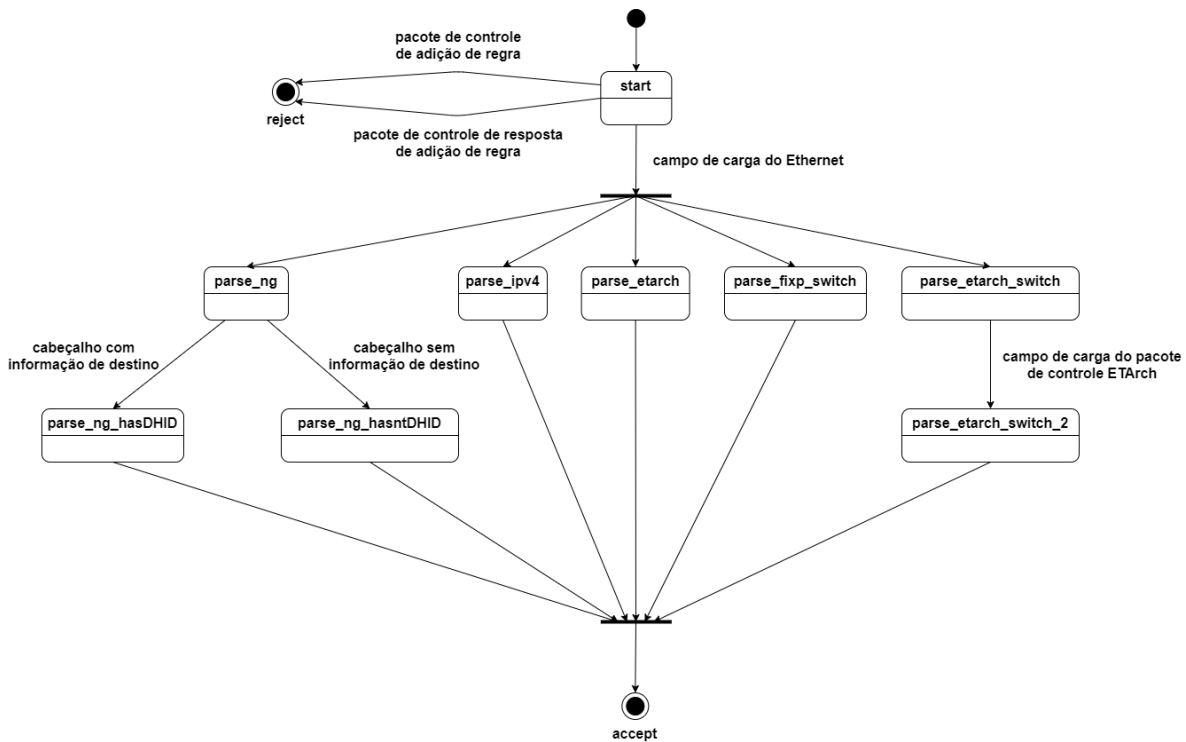 pacote de controle
de adição de regra
start
reject
pacote de controle de resposta
de adição de regra
campo de carga do Ethernet
parse_ng
parse_ipv4
parse_etarch
parse_fixp_switch
parse_etarch_switch
cabeçalho com
informação de destino
cabeçalho sem
informação de destino
campo de carga do pacote
de controle ETArch
parse_ng_hasDHID
parse_ng_hasntDHID
parse_etarch_switch_2
accept